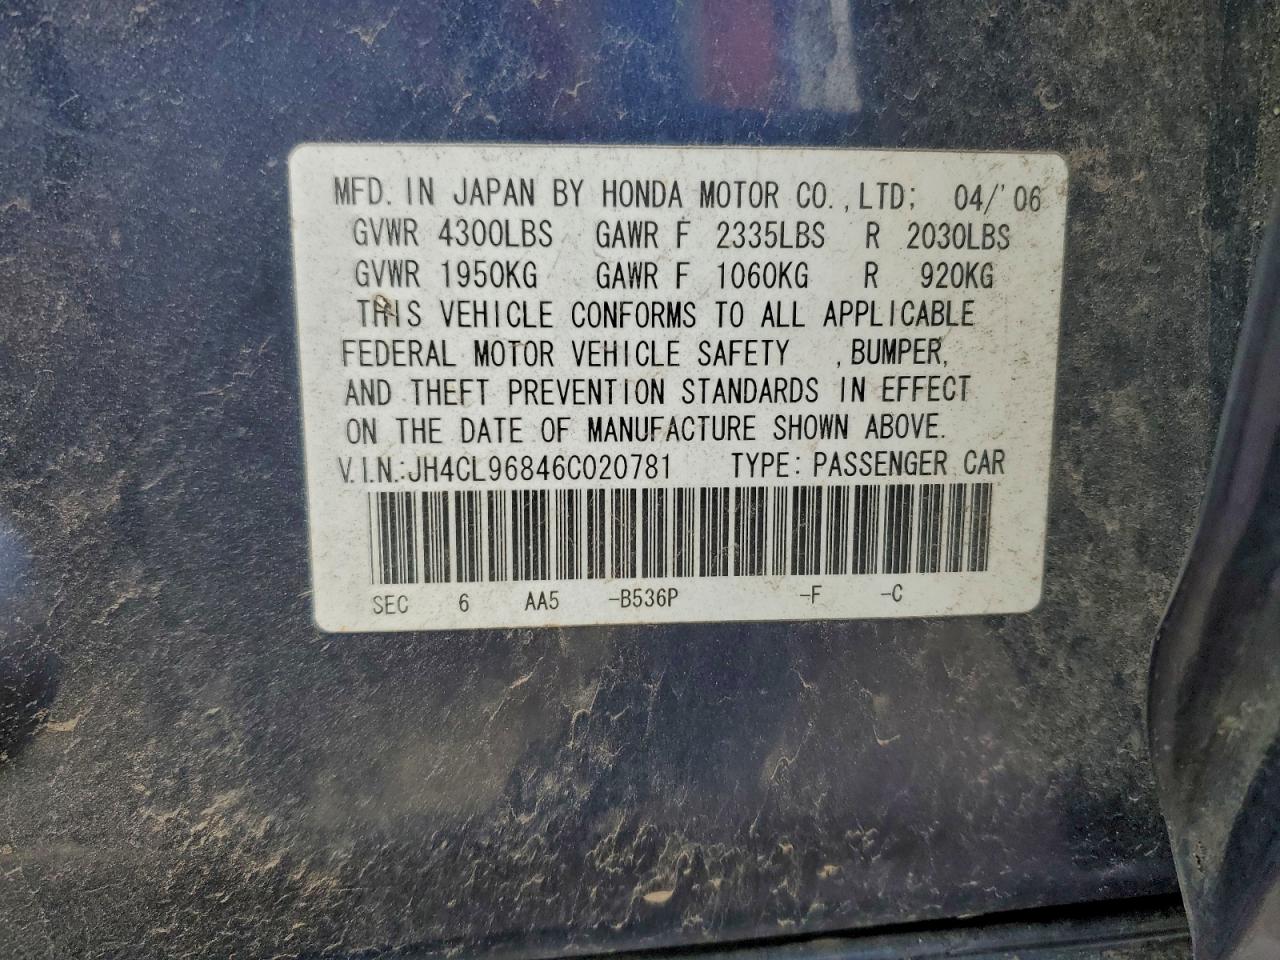 MFD. IN JAPAN BY HONDA MOTOR CO., LTD; 04/'06
GVWR 4300LBS GAWR F 2335LBS R 2030LBS
GVWR 1950KG GAWR F 1060KG R 920KG
THIS VEHICLE CONFORMS TO ALL APPLICABLE
FEDERAL MOTOR VEHICLE SAFETY , BUMPER,
AND THEFT PREVENTION STANDARDS IN EFFECT
ON THE DATE OF MANUFACTURE SHOWN ABOVE.
V.I.N.: JH4CL96846C020781 TYPE: PASSENGER CAR
SEC 6 AA5 -B536P -F -C